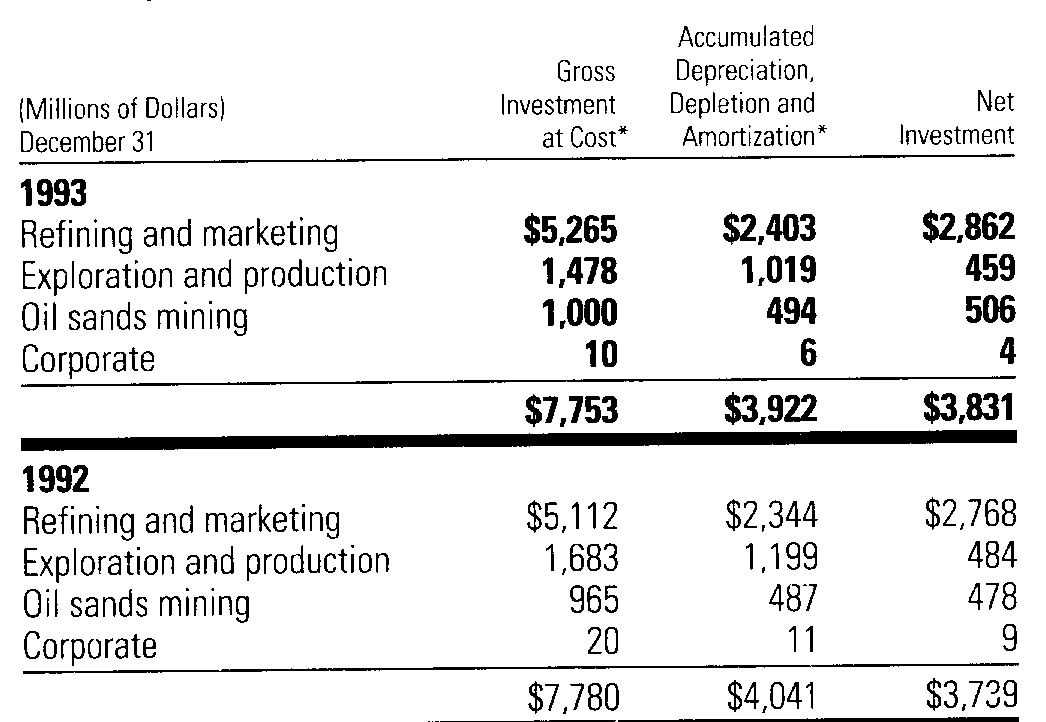 Accumulated
Gross Depreciation,
(Millions of Dollars) Investment Depletion and Net
December 31 at Cost* Amortization* Investment
1993
Refining and marketing $5,265 $2,403 $2,862
Exploration and production 1,478 1,019 459
Oil sands mining 1,000 494 506
Corporate 10 6 4
$7,753 $3,922 $3,831
1992
Refining and marketing $5,112 $2,344 $2,768
Exploration and production 1,683 1,199 484
Oil sands mining 965 487 478
Corporate 20 11 9
$7,780 $4,041 $3,739